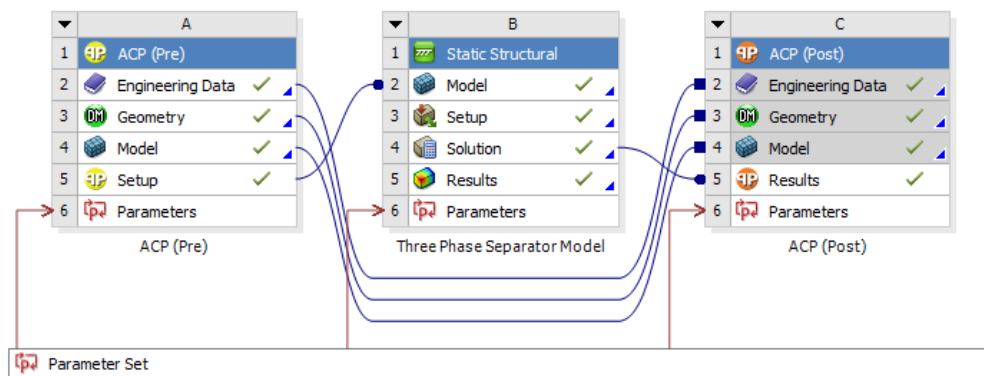 A
1 ACP (Pre)
2 Engineering Data
3 Geometry
4 Model
5 Setup
6 Parameters
ACP (Pre)
B
1 Static Structural
2 Model
3 Setup
4 Solution
5 Results
6 Parameters
Three Phase Separator Model
C
1 ACP (Post)
2 Engineering Data
3 Geometry
4 Model
5 Results
6 Parameters
ACP (Post)
Parameter Set